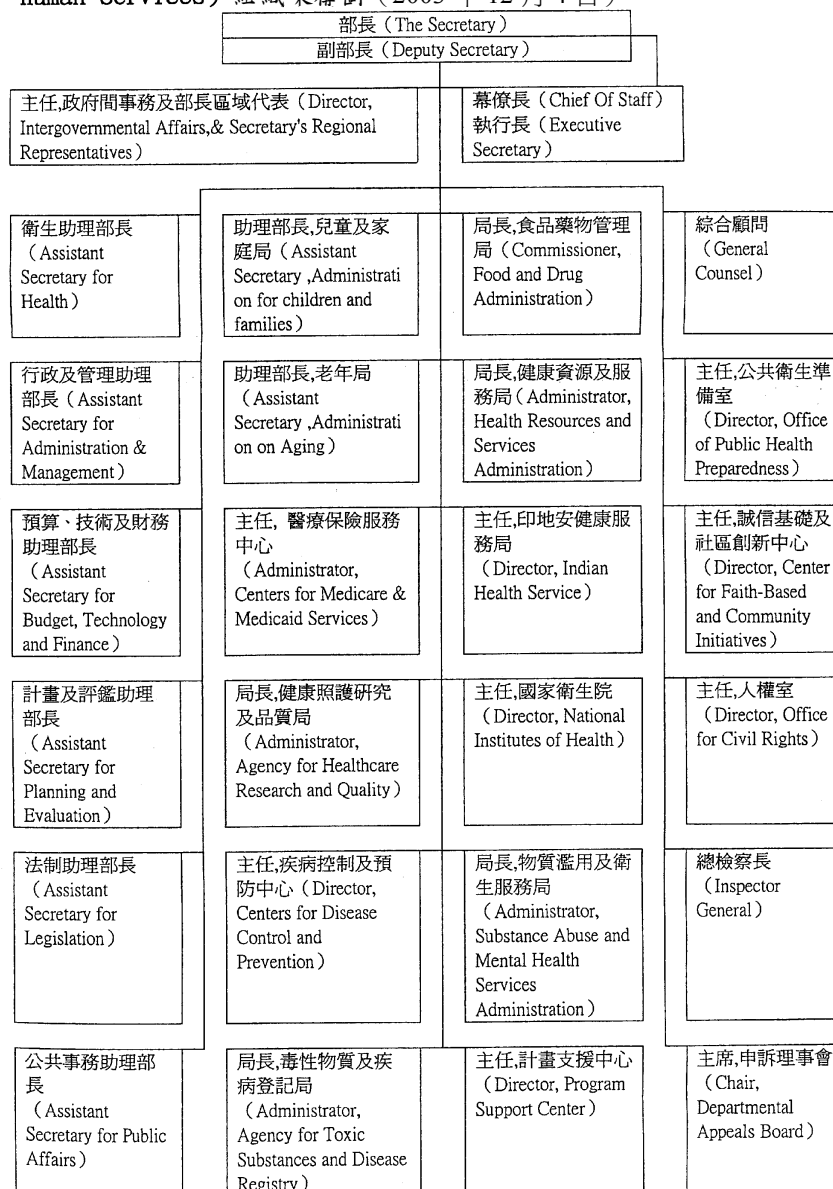 Human Services) 組織架構圖(2003 年 12 月 4 日)
部長(The Secretary)
副部長(Deputy Secretary)
主任,政府間事務及部長區域代表(Director,
Intergovernmental Affairs,& Secretary's Regional
Representatives)
幕僚長(Chief Of Staff)
執行長(Executive
Secretary)
衛生助理部長
(Assistant
Secretary for
Health)
助理部長,兒童及家
庭局(Assistant
Secretary ,Administrati
on for children and
families)
局長,食品藥物管理
局(Commissioner,
Food and Drug
Administration)
綜合顧問
(General
Counsel)
行政及管理助理
部長(Assistant
Secretary for
Administration &
Management)
助理部長,老年局
(Assistant
Secretary ,Administrati
on on Aging)
局長,健康資源及服
務局(Administrator,
Health Resources and
Services
Administration)
主任,公共衛生準
備室
(Director, Office
of Public Health
Preparedness)
預算、技術及財務
助理部長
(Assistant
Secretary for
Budget, Technology
and Finance)
主任, 醫療保險服務
中心
(Administrator,
Centers for Medicare &
Medicaid Services)
主任,印地安健康服
務局
(Director, Indian
Health Service)
主任,誠信基礎及
社區創新中心
(Director, Center
for Faith-Based
and Community
Initiatives)
計畫及評鑑助理
部長
(Assistant
Secretary for
Planning and
Evaluation)
局長,健康照護研究
及品質局
(Administrator,
Agency for Healthcare
Research and Quality)
主任,國家衛生院
(Director, National
Institutes of Health)
主任,人權室
(Director, Office
for Civil Rights)
法制助理部長
(Assistant
Secretary for
Legislation)
主任,疾病控制及預
防中心(Director,
Centers for Disease
Control and
Prevention)
局長,物質濫用及衛
生服務局
(Administrator,
Substance Abuse and
Mental Health
Services
Administration)
總檢察長
(Inspector
General)
公共事務助理部
長
(Assistant
Secretary for Public
Affairs)
局長,毒性物質及疾
病登記局
(Administrator,
Agency for Toxic
Substances and Disease
Registry)
主任,計畫支援中心
(Director, Program
Support Center)
主席,申訴理事會
(Chair,
Departmental
Appeals Board)